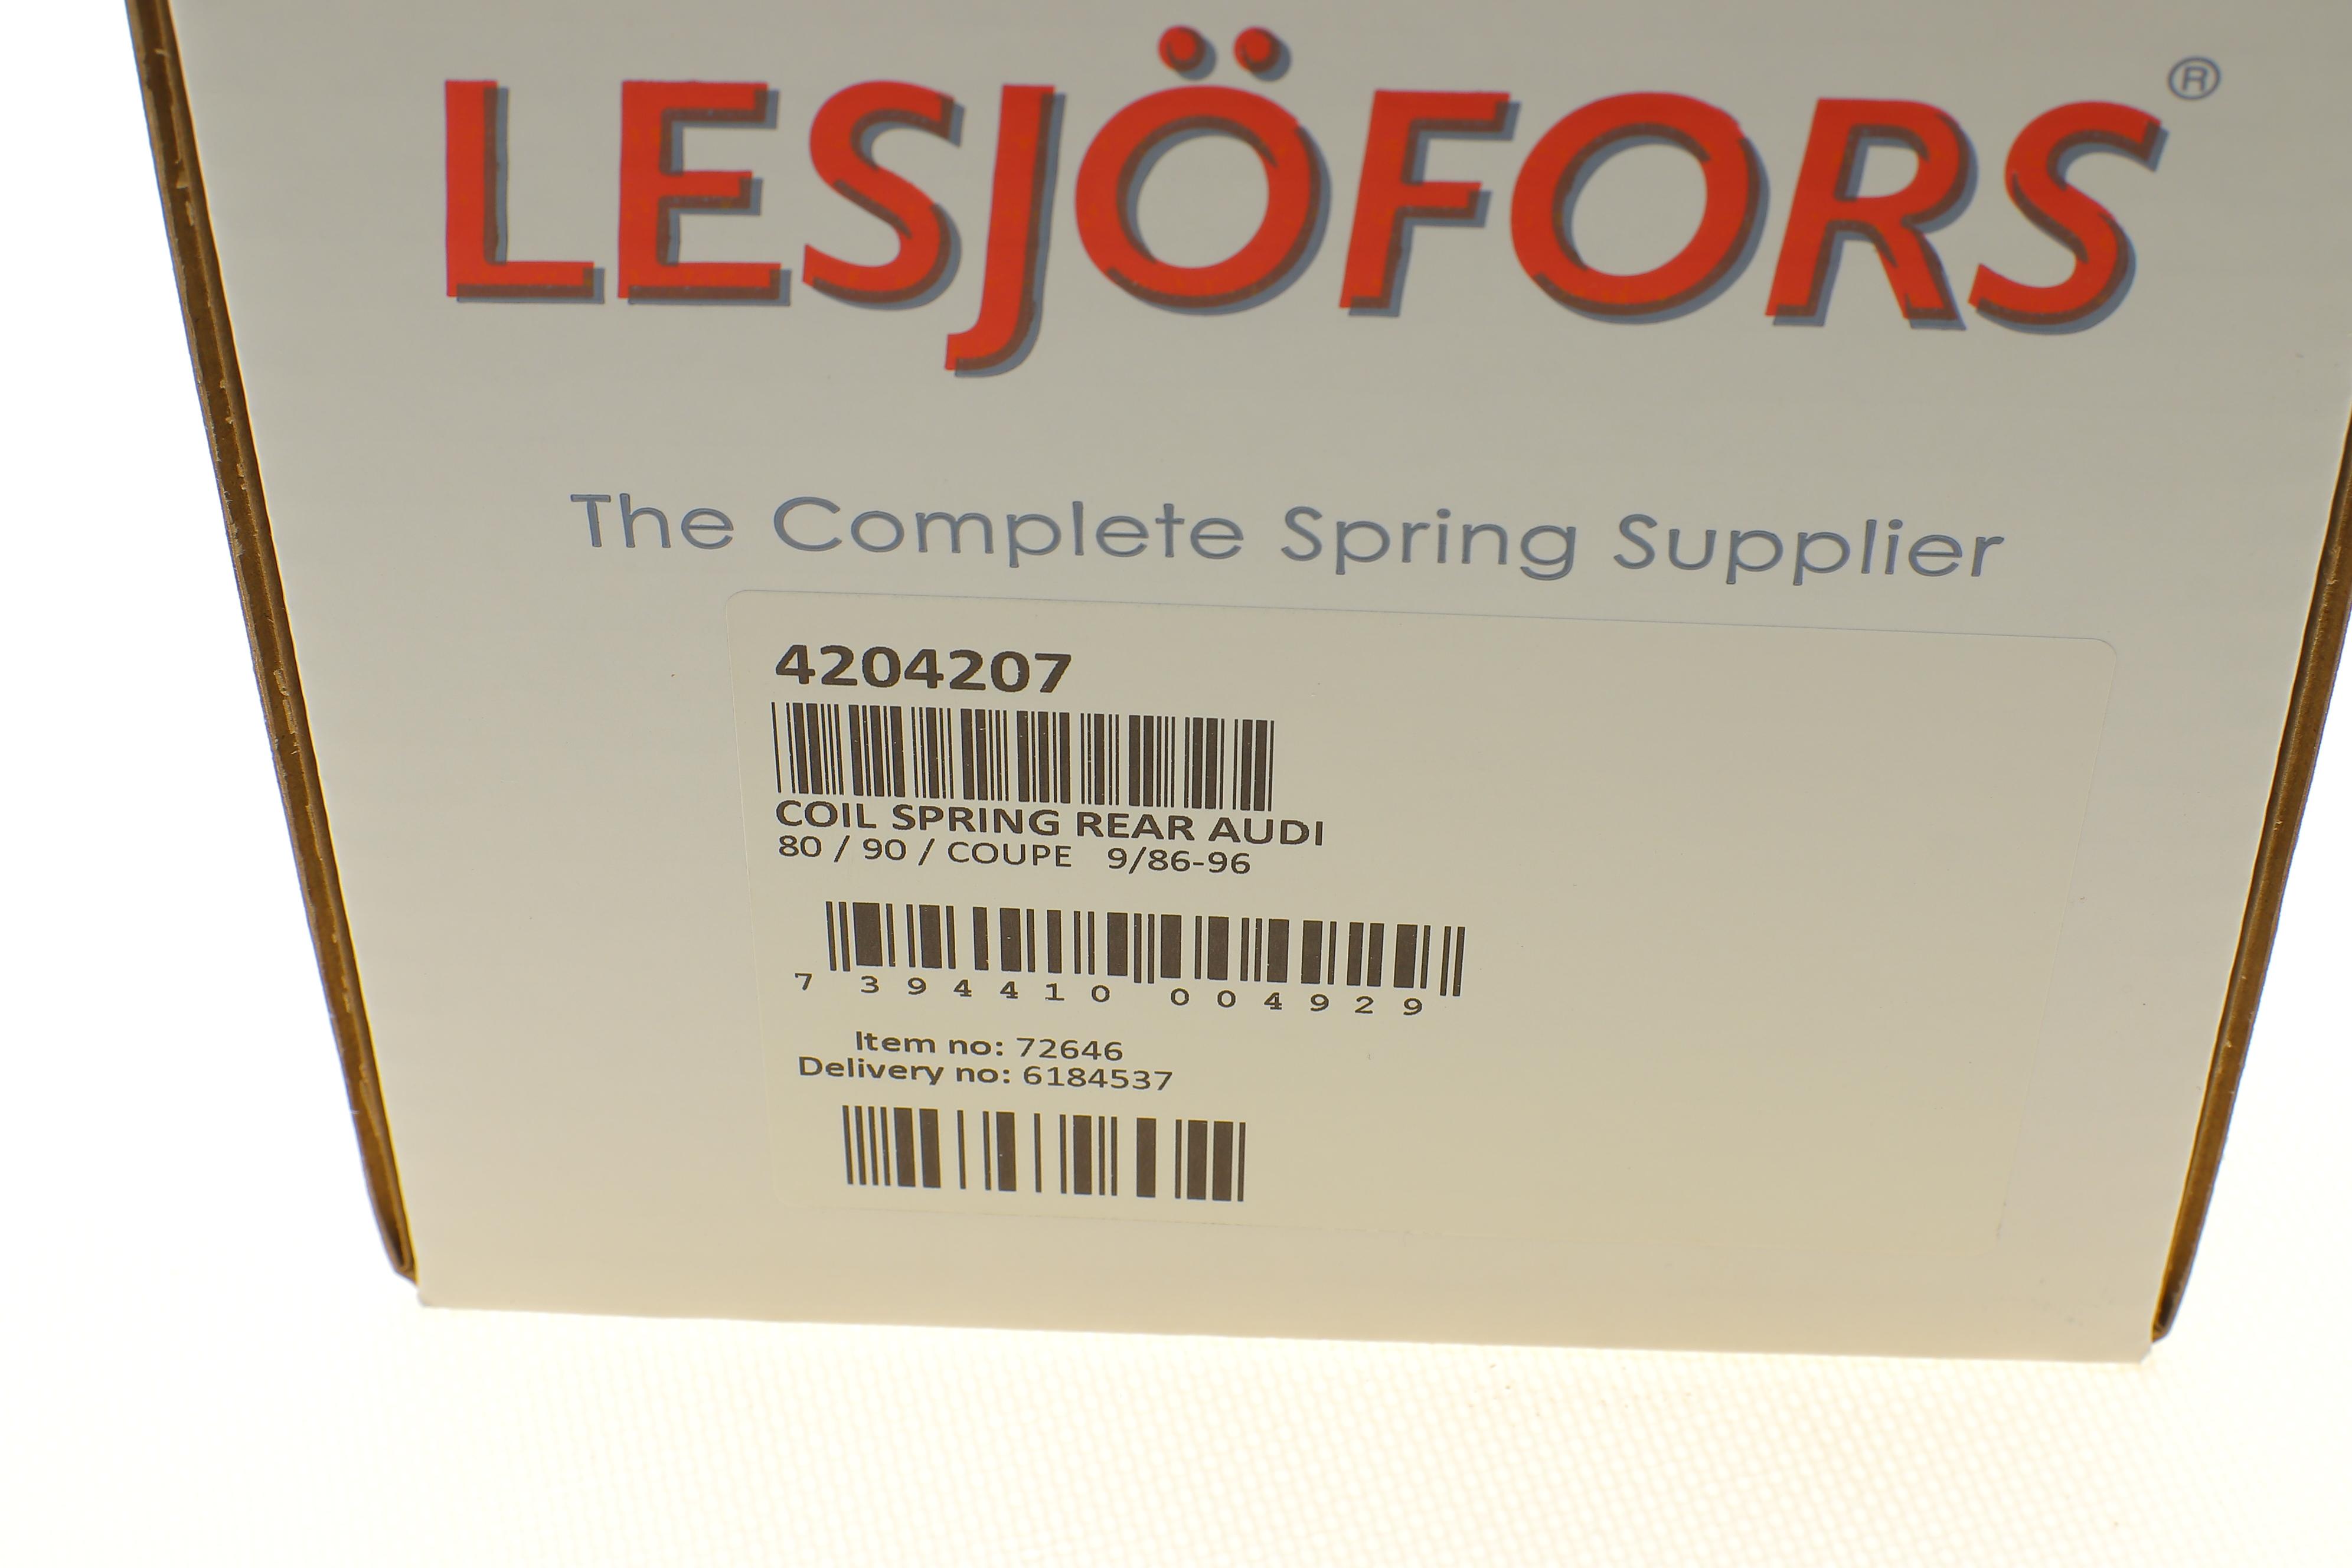 LESJÖFORS®
The Complete Spring Supplier
4204207
COIL SPRING REAR AUDI
80 / 90 / COUPE 9/86-96
7 394410 004929
Item no: 72646
Delivery no: 6184537